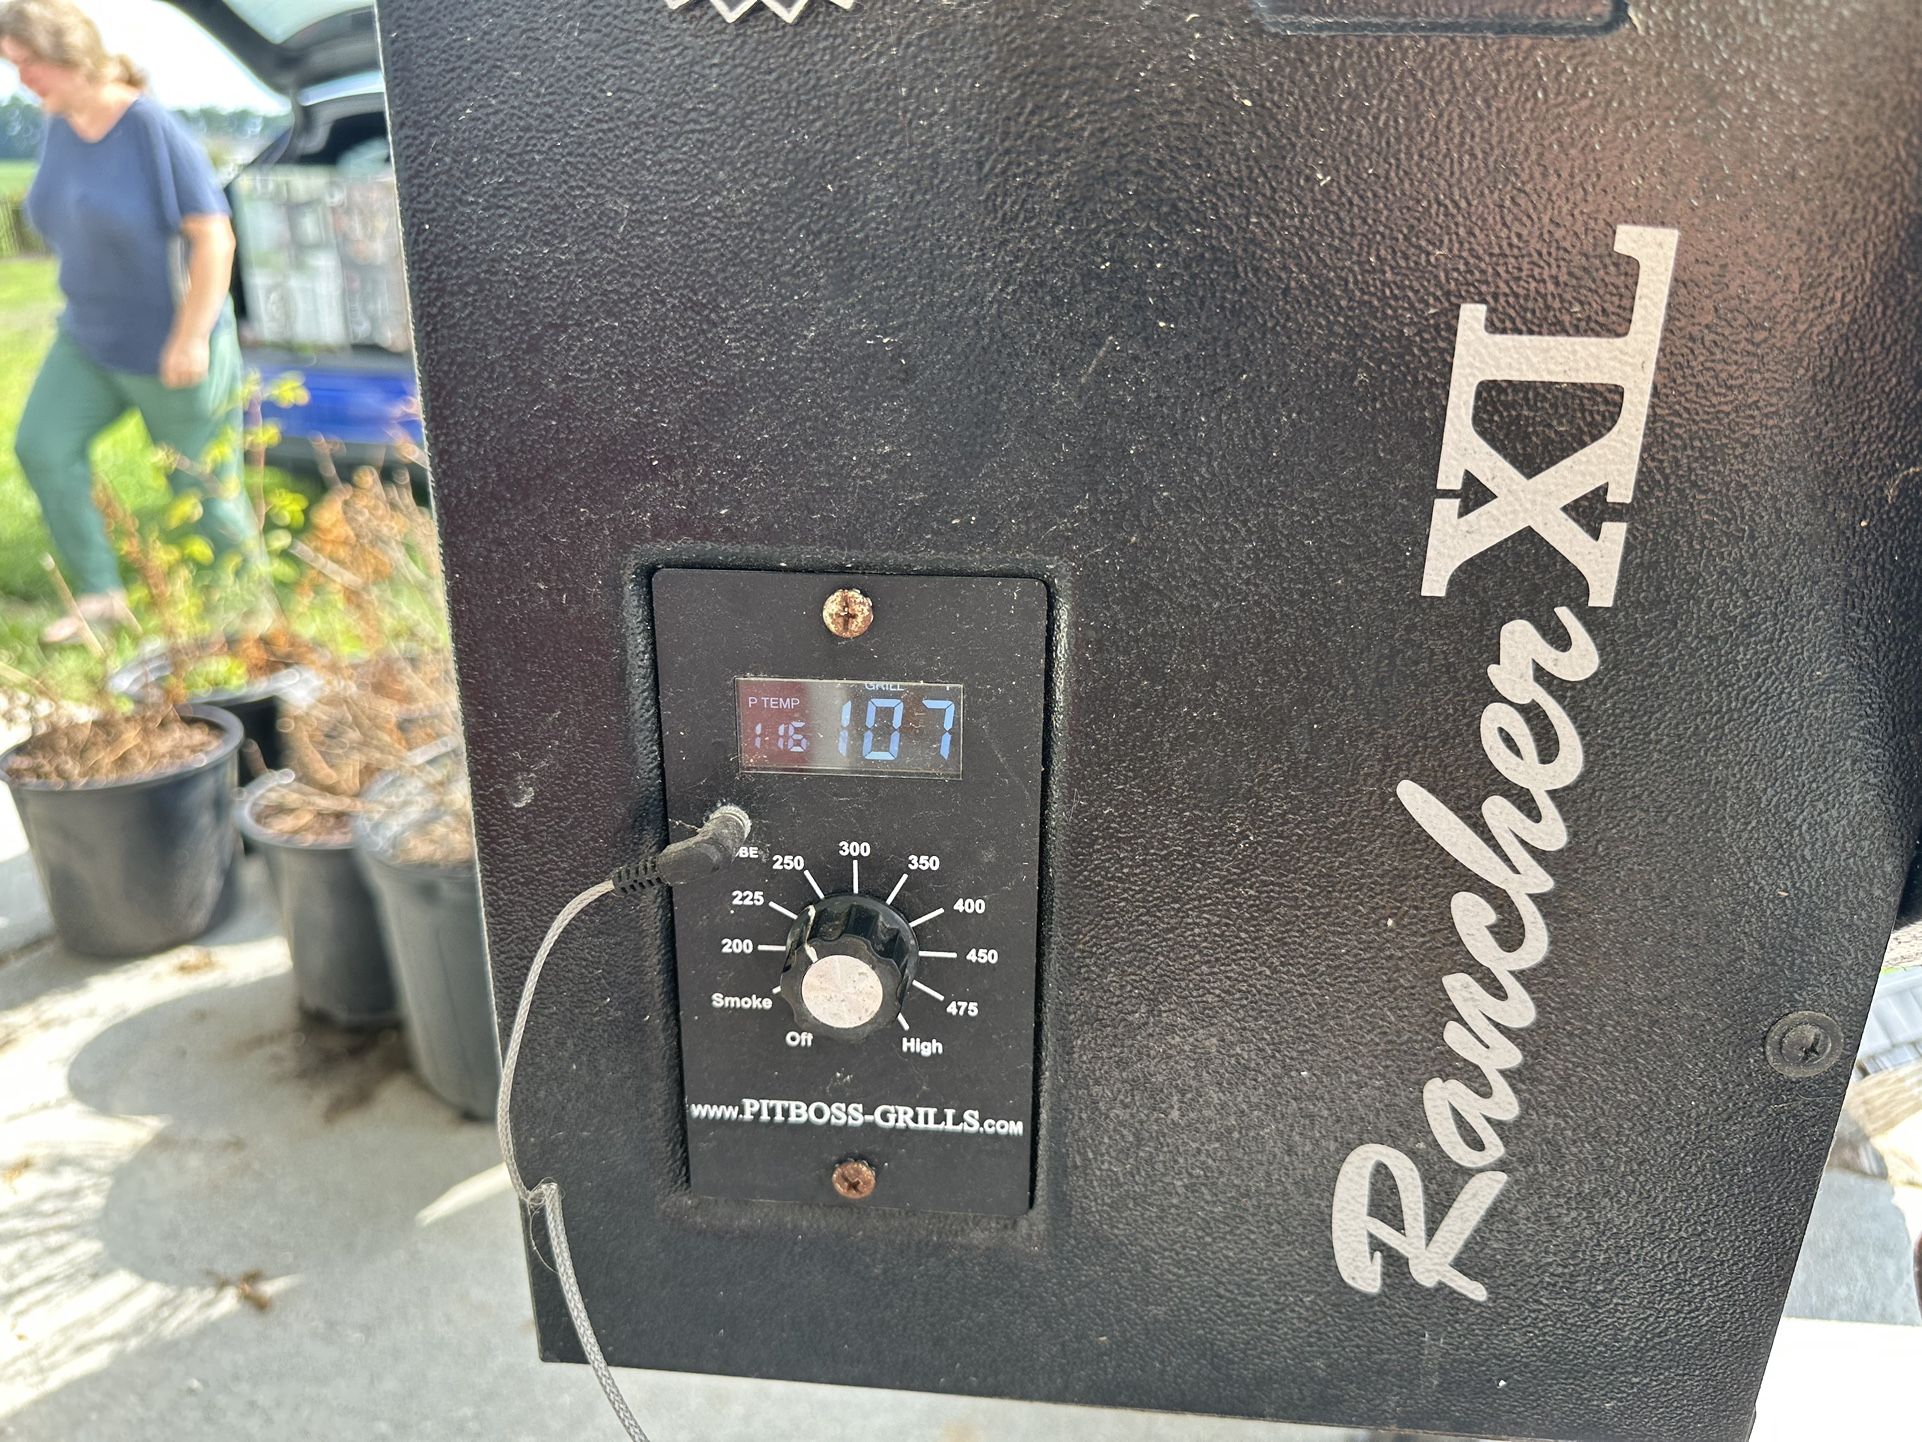 Rancher XL
GRILL
P TEMP
116 107
250 300 350
225 400
200 450
Smoke 475
Off High
www.PITBOSS-GRILLS.COM